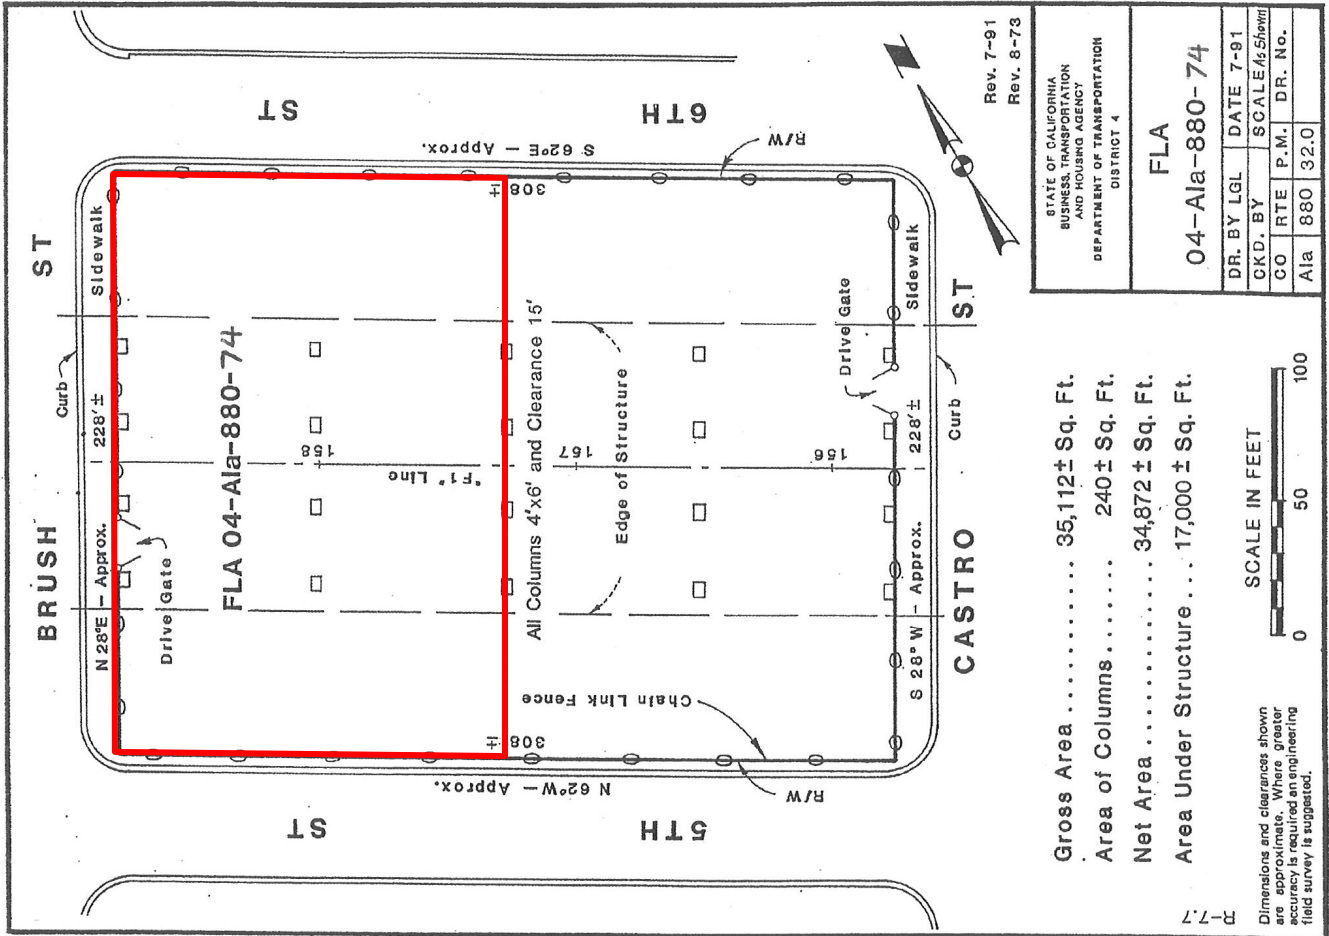 6TH ST
S 62°E — Approx.
R/W
308'±
Sidewalk
BRUSH ST
Curb
228'±
N 28°E — Approx.
Drive Gate
FLA 04-Ala-880-74
158
"F1" Line
157
156
All Columns 4'x6' and Clearance 15'
Edge of Structure
Drive Gate
Sidewalk
228'±
S 28° W — Approx.
Curb
CASTRO ST
Chain Link Fence
308'±
N 62°W — Approx.
R/W
5TH ST
Rev. 7-91
Rev. 8-73
STATE OF CALIFORNIA
BUSINESS, TRANSPORTATION
AND HOUSING AGENCY
DEPARTMENT OF TRANSPORTATION
DISTRICT 4
FLA
04-Ala-880-74
DR. BY LGL DATE 7-91
CKD. BY SCALE As Shown
CO RTE P.M. DR. No.
Ala 880 32.0
Gross Area .......... 35,112± Sq. Ft.
Area of Columns ....... 240± Sq. Ft.
Net Area ............ 34,872± Sq. Ft.
Area Under Structure ... 17,000± Sq. Ft.
SCALE IN FEET
0 50 100
Dimensions and clearances shown
are approximate. Where greater
accuracy is required an engineering
field survey is suggested.
R-7.7